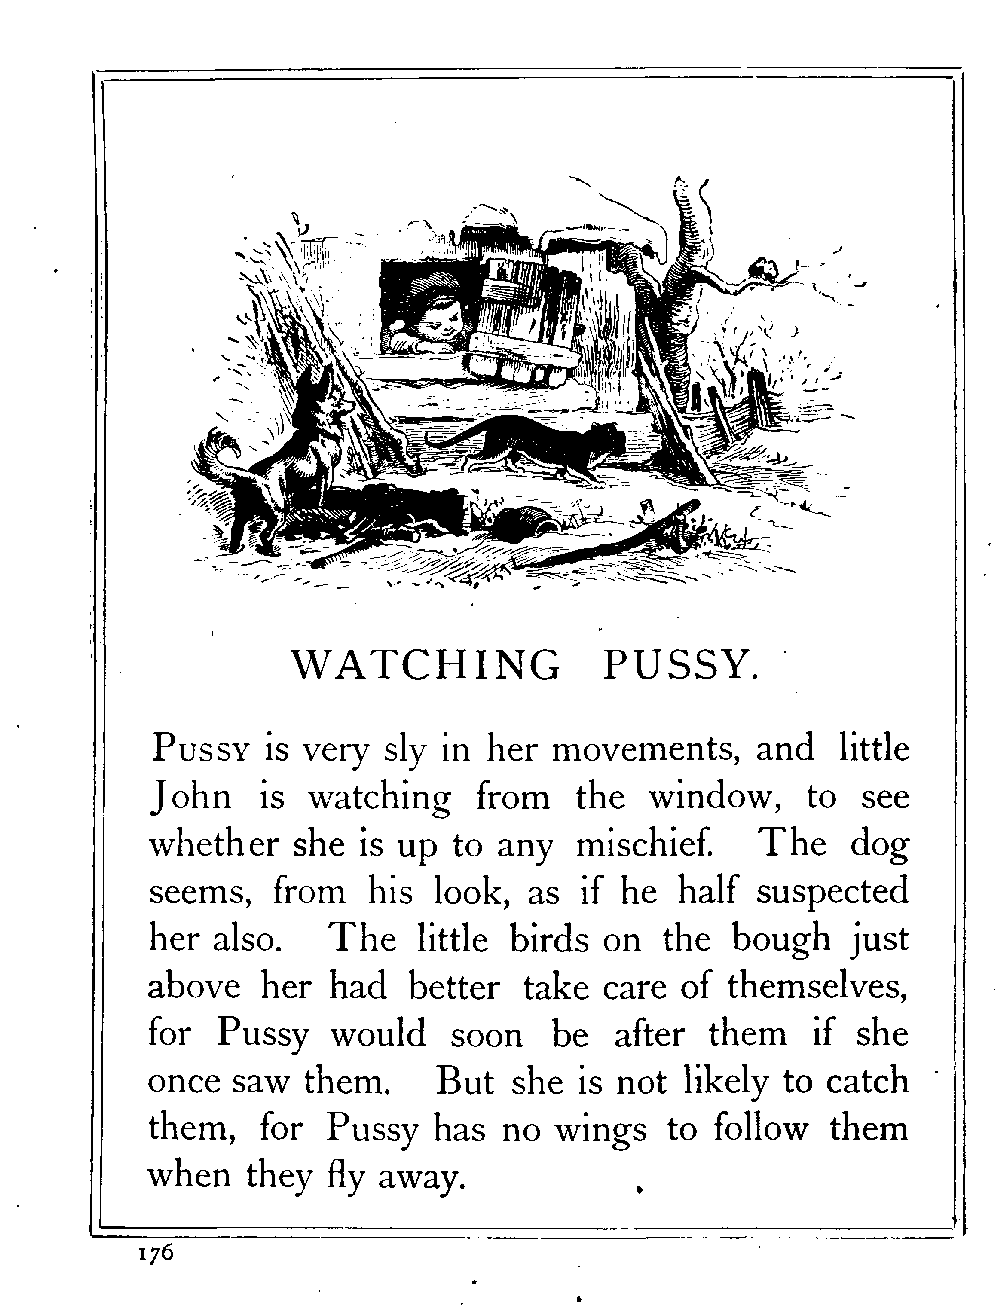 WATCHING PUSSY.
PUSSY is very sly in her movements, and little
John is watching from the window, to see
whether she is up to any mischief. The dog
seems, from his look, as if he half suspected
her also. The little birds on the bough just
above her had better take care of themselves,
for Pussy would soon be after them if she
once saw them. But she is not likely to catch
them, for Pussy has no wings to follow them
when they fly away.
176